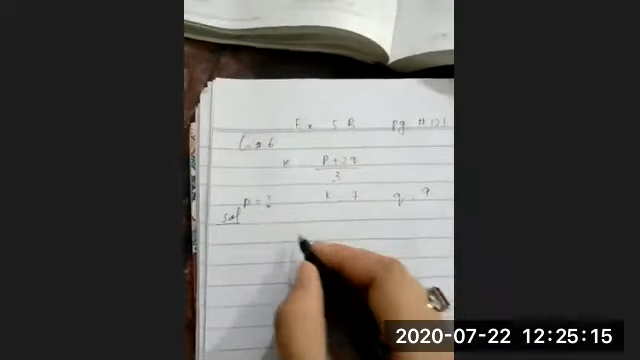 Ex 5 B pg # 121
Q # 6
k = p + 2q
3
p = ? k = 7 q = 9
Sol
2020-07-22 12:25:15